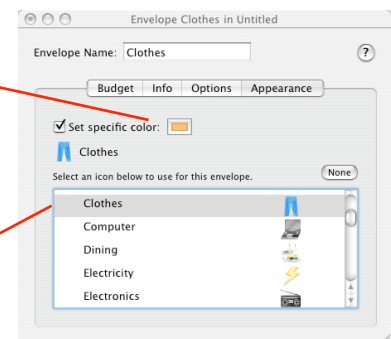 Envelope Clothes in Untitled
Envelope Name: Clothes ?
Budget Info Options Appearance
Set specific color:
Clothes
Select an icon below to use for this envelope. None
Clothes
Computer
Dining
Electricity
Electronics